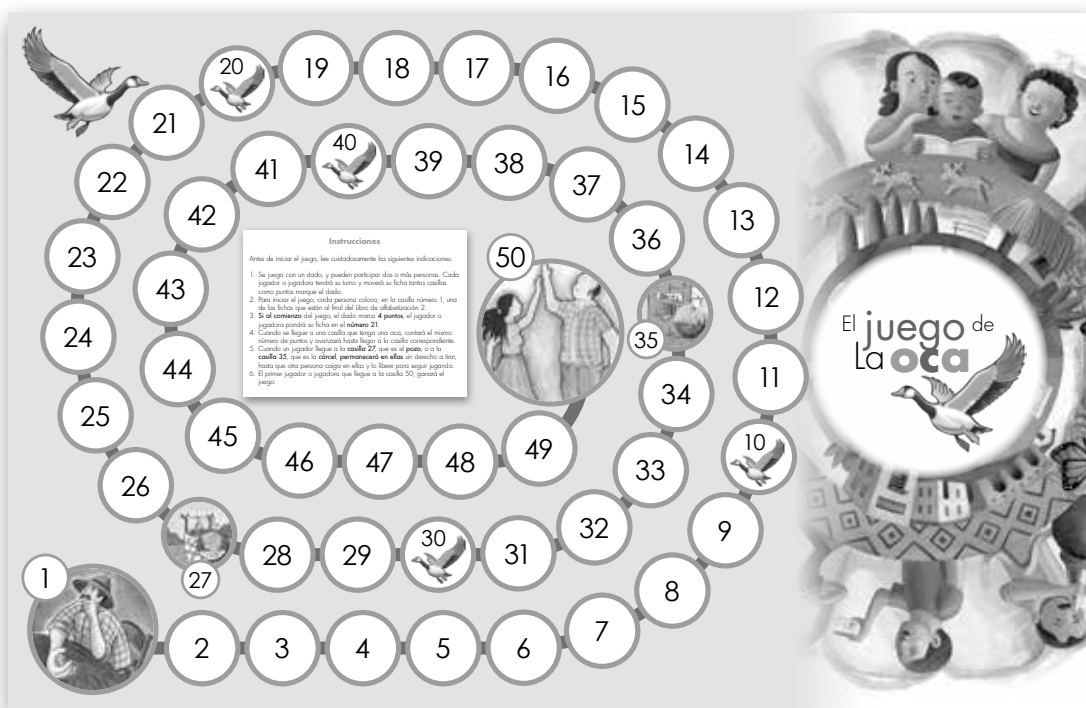 Instrucciones
Antes de iniciar el juego, lee cuidadosamente las siguientes indicaciones:
1. Se juega con un dado, y pueden participar dos o más personas. Cada
jugador o jugadora tendrá su turno y moverá su ficha tantas casillas
como puntos marque el dado.
2. Para iniciar el juego, cada persona coloca, en la casilla número 1, una
de las fichas que están al final del Libro de alfabetización 2.
3. Si al comienzo del juego, el dado marca 4 puntos, el jugador o
jugadora pondrá su ficha en el número 21.
4. Cuando se llegue a una casilla que tenga una oca, contará el mismo
número de puntos y avanzará hasta llegar a la casilla correspondiente.
5. Cuando un jugador llegue a la casilla 27, que es el pozo, o a la
casilla 35, que es la cárcel, permanecerá en ellas sin derecho a tirar,
hasta que otra persona caiga en ellas y lo libere para seguir jugando.
6. El primer jugador o jugadora que llegue a la casilla 50, ganará el
juego.
1
2
3
4
5
6
7
8
9
10
11
12
13
14
15
16
17
18
19
20
21
22
23
24
25
26
27
28
29
30
31
32
33
34
35
36
37
38
39
40
41
42
43
44
45
46
47
48
49
50
El juego de
La oca